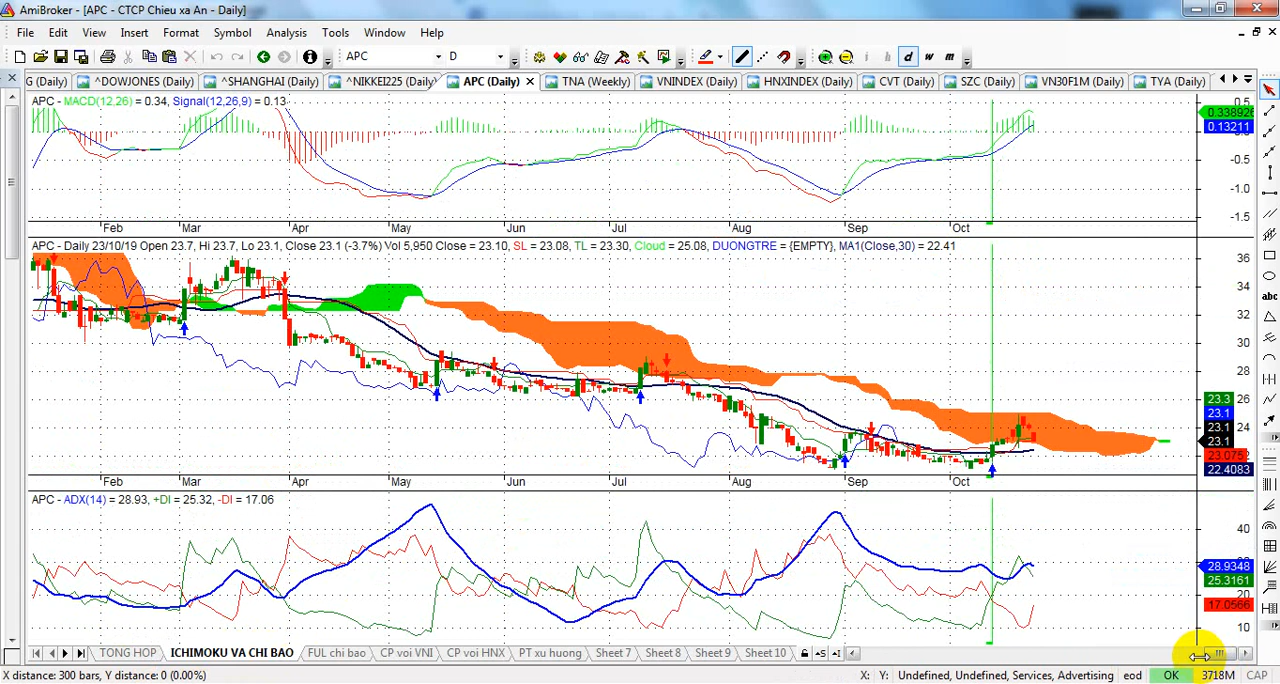 AmiBroker - [APC - CTCP Chieu xa An - Daily]
File Edit View Insert Format Symbol Analysis Tools Window Help
APC D i h d w m
G (Daily) ^DOWJONES (Daily) ^SHANGHAI (Daily) ^NIKKEI225 (Daily) APC (Daily) TNA (Weekly) VNINDEX (Daily) HNXINDEX (Daily) CVT (Daily) SZC (Daily) VN30F1M (Daily) TYA (Daily)
APC - MACD(12,26) = 0.34, Signal(12,26,9) = 0.13
0.5
0.338926
0.13211
-0.5
-1.0
-1.5
Feb Mar Apr May Jun Jul Aug Sep Oct
APC - Daily 23/10/19 Open 23.7, Hi 23.7, Lo 23.1, Close 23.1 (-3.7%) Vol 5,950 Close = 23.10, SL = 23.08, TL = 23.30, Cloud = 25.08, DUONGTRE = {EMPTY}, MA1(Close,30) = 22.41
36
34
32
30
28
26
23.3
23.1
24
23.1
23.1
23.075
22.4083
Feb Mar Apr May Jun Jul Aug Sep Oct
APC - ADX(14) = 28.93, +DI = 25.32, -DI = 17.06
40
28.9348
25.3161
20
17.0566
10
abc
TONG HOP ICHIMOKU VA CHI BAO FUL chi bao CP voi VNI CP voi HNX PT xu huong Sheet 7 Sheet 8 Sheet 9 Sheet 10
X distance: 300 bars, Y distance: 0 (0.00%) X: Y: Undefined, Undefined, Services, Advertising eod OK 3718M CAP